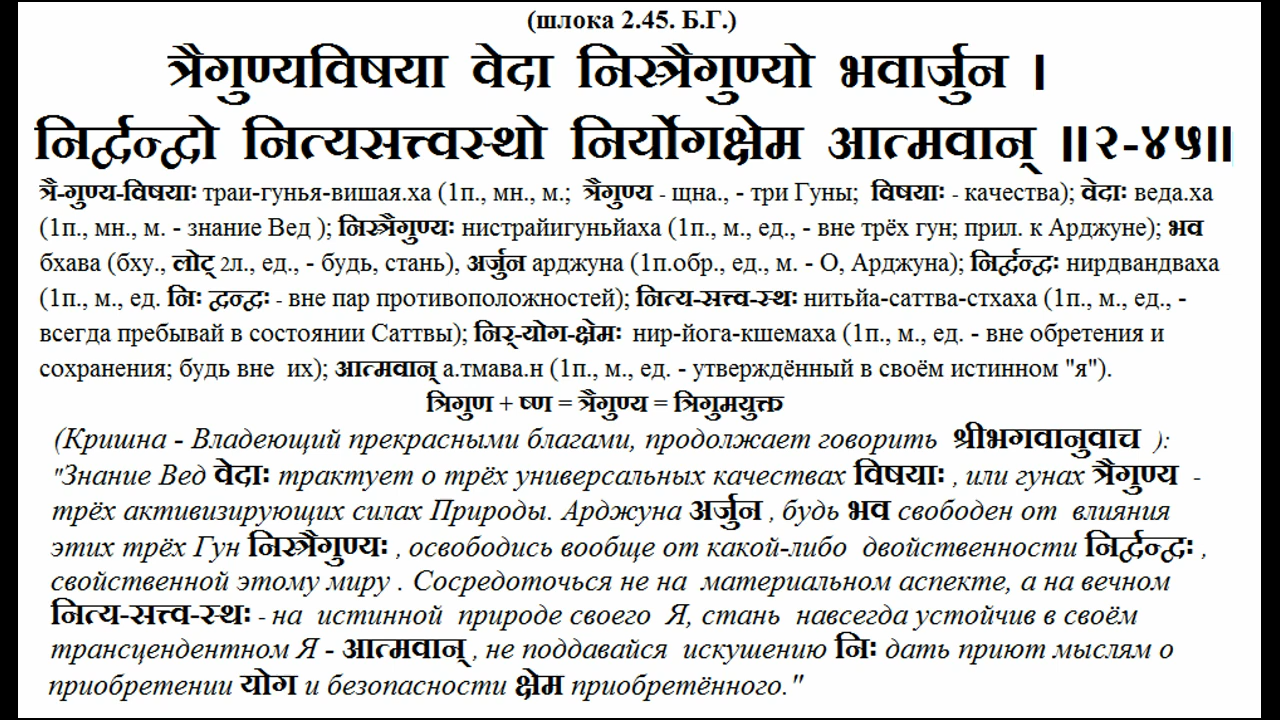 (шлока 2.45. Б.Г.)
त्रैगुण्यविषया वेदा निस्त्रैगुण्यो भवार्जुन ।
निर्द्वन्द्वो नित्यसत्त्वस्थो निर्योगक्षेम आत्मवान् ॥२-४५॥
त्रै-गुण्य-विषयाः траи-гунья-вишая.ха (1п., мн., м.; त्रैगुण्य - щна., - три Гуны; विषयाः - качества); वेदाः веда.ха
(1п., мн., м. - знание Вед ); निस्त्रैगुण्यः нистрайигуньйаха (1п., м., ед., - вне трёх гун; прил. к Арджуне); भव
бхава (бху., लोट् 2л., ед., - будь, стань), अर्जुन арджуна (1п.обр., ед., м. - О, Арджуна); निर्द्वन्द्वः нирдвандваха
(1п., м., ед. निः द्वन्द्वः - вне пар противоположностей); नित्य-सत्त्व-स्थः нитьйа-саттва-стхаха (1п., м., ед., -
всегда пребывай в состоянии Саттвы); निर्-योग-क्षेमः нир-йога-кшемаха (1п., м., ед. - вне обретения и
сохранения; будь вне их); आत्मवान् а.тмава.н (1п., м., ед. - утверждённый в своём истинном "я").
त्रिगुण + ष्ण = त्रैगुण्य = त्रिगुमयुक्त
(Кришна - Владеющий прекрасными благами, продолжает говорить श्रीभगवानुवाच ):
"Знание Вед वेदाः трактует о трёх универсальных качествах विषयाः , или гунах त्रैगुण्य -
трёх активизирующих силах Природы. Арджуна अर्जुन , будь भव свободен от влияния
этих трёх Гун निस्त्रैगुण्यः , освободись вообще от какой-либо двойственности निर्द्वन्द्वः ,
свойственной этому миру . Сосредоточься не на материальном аспекте, а на вечном
नित्य-सत्त्व-स्थः - на истинной природе своего Я, стань навсегда устойчив в своём
трансцендентном Я - आत्मवान् , не поддавайся искушению निः дать приют мыслям о
приобретении योग и безопасности क्षेम приобретённого."